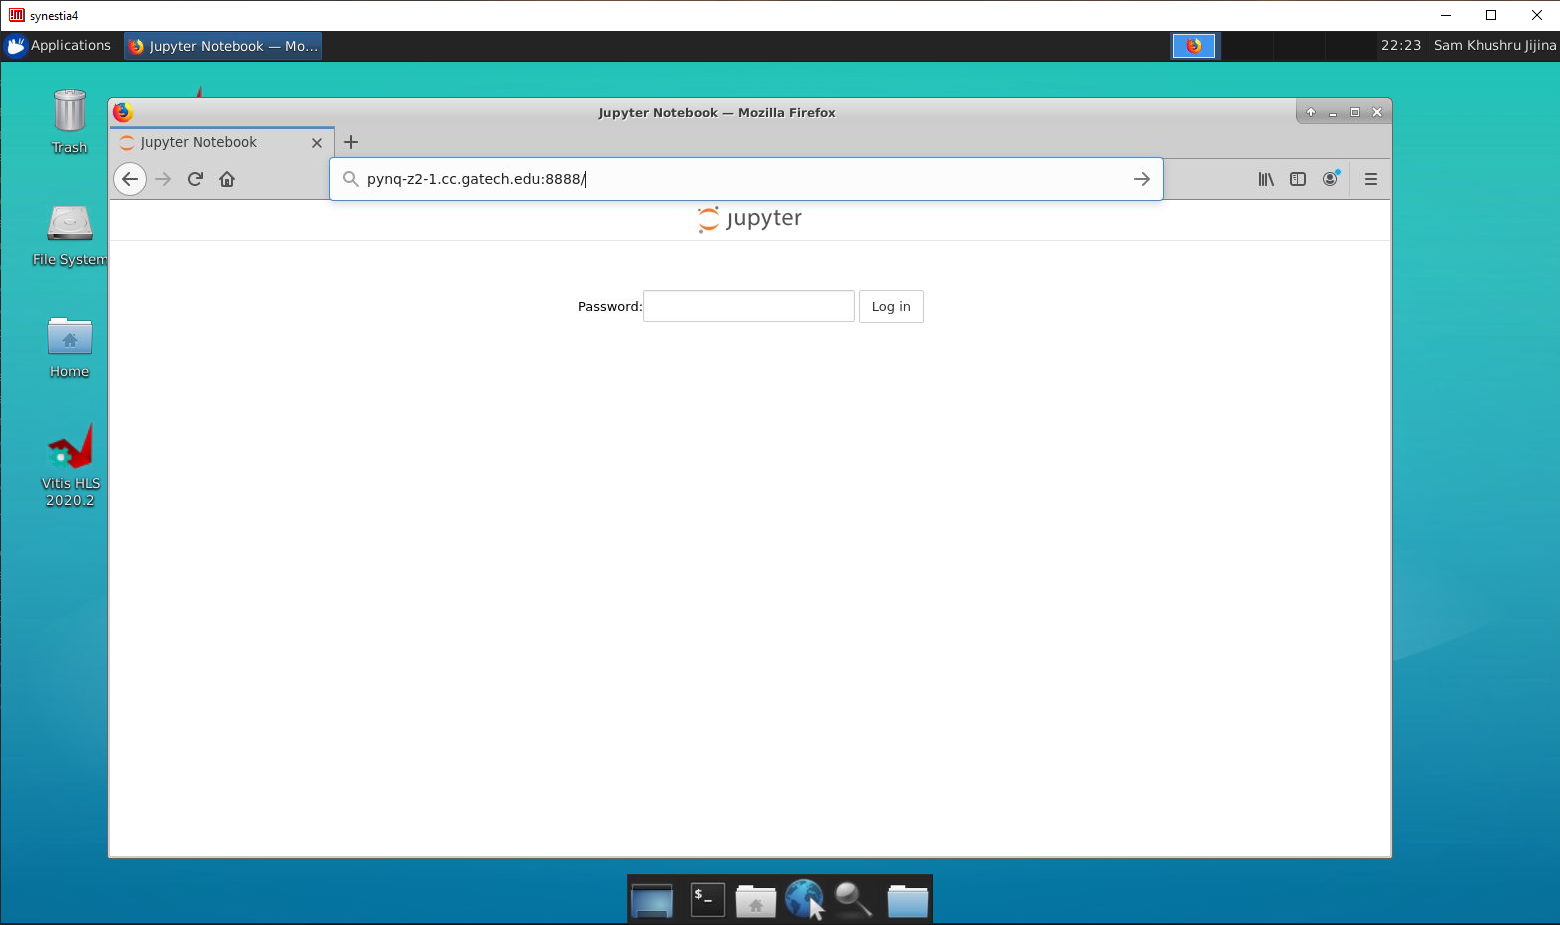 synestia4
Applications
Jupyter Notebook — Mo...
22:23
Sam Khushru Jijina
Jupyter Notebook — Mozilla Firefox
Jupyter Notebook
pynq-z2-1.cc.gatech.edu:8888/
jupyter
Password:
Log in
Trash
File System
Home
Vitis HLS
2020.2
$_